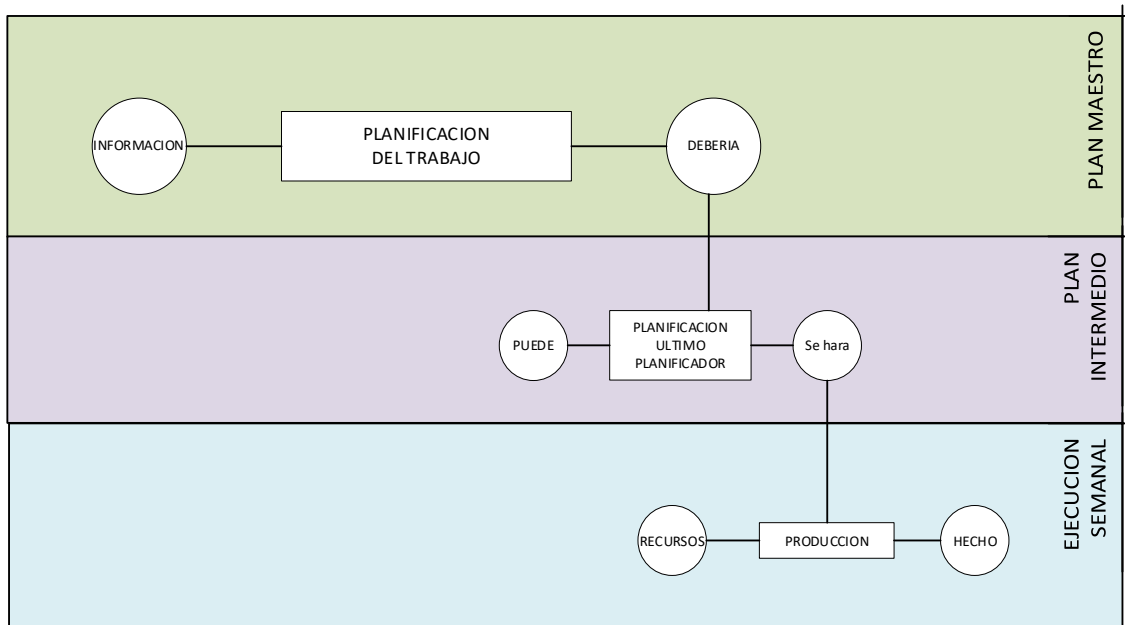 INFORMACION
PLANIFICACION
DEL TRABAJO
DEBERIA
PLAN MAESTRO
PUEDE
PLANIFICACION
ULTIMO
PLANIFICADOR
Se hara
PLAN
INTERMEDIO
RECURSOS
PRODUCCION
HECHO
EJECUCION
SEMANAL